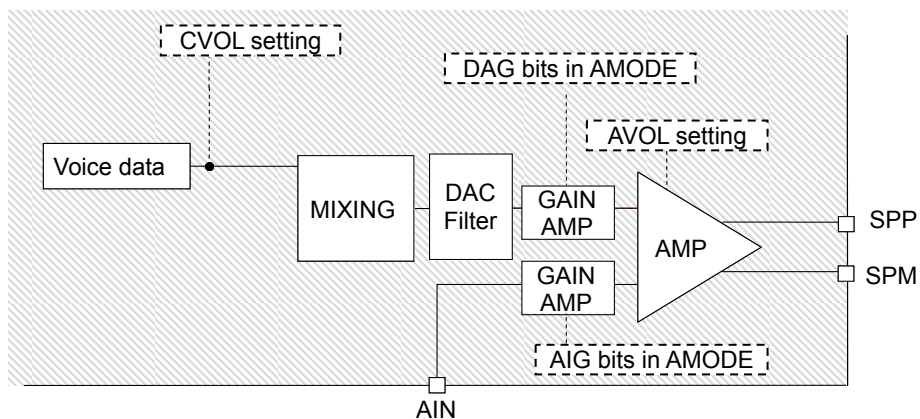 CVOL setting
DAG bits in AMODE
AVOL setting
Voice data
MIXING
DAC
Filter
GAIN
AMP
AMP
SPP
SPM
GAIN
AMP
AIG bits in AMODE
AIN